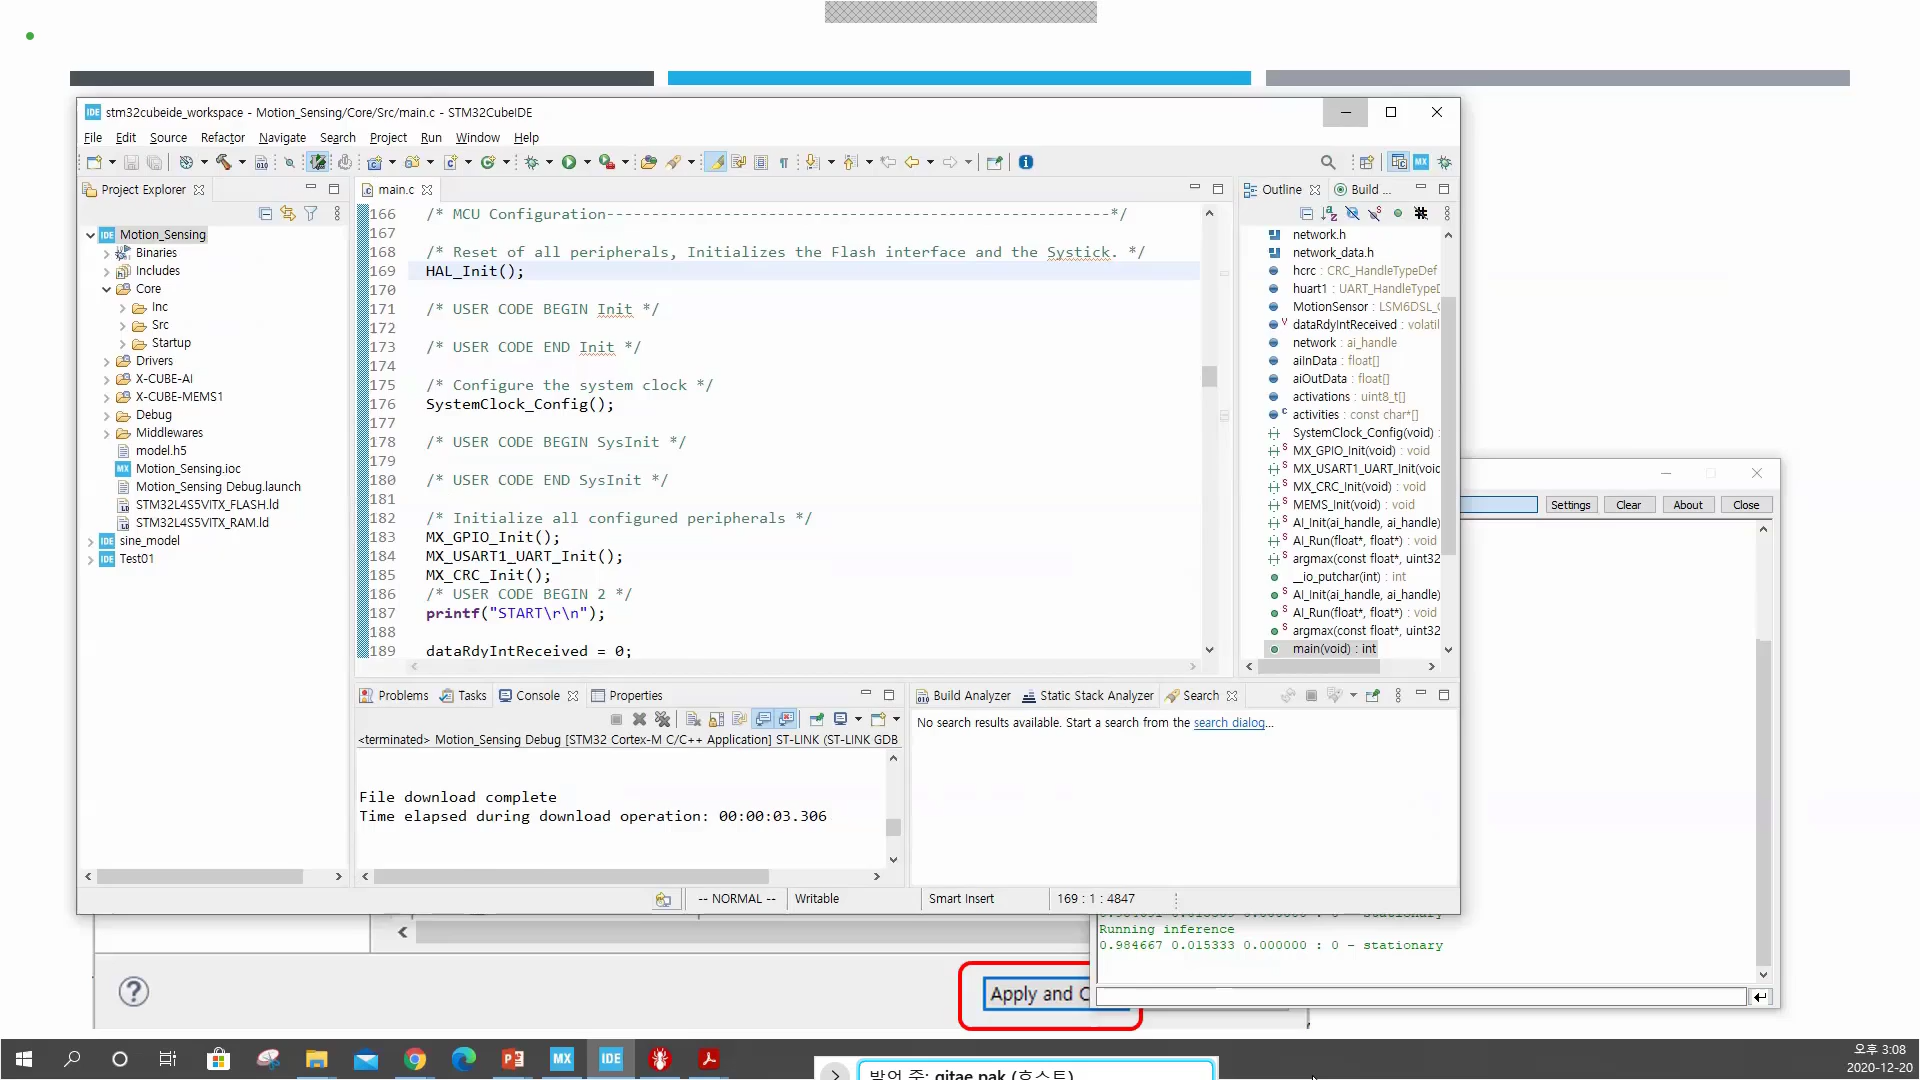 stm32cubeide_workspace - Motion_Sensing/Core/Src/main.c - STM32CubeIDE
File Edit Source Refactor Navigate Search Project Run Window Help
Project Explorer
Motion_Sensing
Binaries
Includes
Core
Inc
Src
Startup
Drivers
X-CUBE-AI
X-CUBE-MEMS1
Debug
Middlewares
model.h5
Motion_Sensing.ioc
Motion_Sensing Debug.launch
STM32L4S5VITX_FLASH.ld
STM32L4S5VITX_RAM.ld
sine_model
Test01
main.c
166 /* MCU Configuration---------------------------------------------------------*/
167
168 /* Reset of all peripherals, Initializes the Flash interface and the Systick. */
169 HAL_Init();
170
171 /* USER CODE BEGIN Init */
172
173 /* USER CODE END Init */
174
175 /* Configure the system clock */
176 SystemClock_Config();
177
178 /* USER CODE BEGIN SysInit */
179
180 /* USER CODE END SysInit */
181
182 /* Initialize all configured peripherals */
183 MX_GPIO_Init();
184 MX_USART1_UART_Init();
185 MX_CRC_Init();
186 /* USER CODE BEGIN 2 */
187 printf("START\r\n");
188
189 dataRdyIntReceived = 0;
Outline Build ...
network.h
network_data.h
hcrc : CRC_HandleTypeDef
huart1 : UART_HandleTypeD
MotionSensor : LSM6DSL_
dataRdyIntReceived : volatil
network : ai_handle
aiInData : float[]
aiOutData : float[]
activations : uint8_t[]
activities : const char*[]
SystemClock_Config(void) :
MX_GPIO_Init(void) : void
MX_USART1_UART_Init(voic
MX_CRC_Init(void) : void
MEMS_Init(void) : void
AI_Init(ai_handle, ai_handle)
AI_Run(float*, float*) : void
argmax(const float*, uint32
__io_putchar(int) : int
AI_Init(ai_handle, ai_handle)
AI_Run(float*, float*) : void
argmax(const float*, uint32
main(void) : int
Problems Tasks Console Properties
<terminated> Motion_Sensing Debug [STM32 Cortex-M C/C++ Application] ST-LINK (ST-LINK GDB
File download complete
Time elapsed during download operation: 00:00:03.306
Build Analyzer Static Stack Analyzer Search
No search results available. Start a search from the search dialog...
-- NORMAL -- Writable Smart Insert 169 : 1 : 4847
Settings Clear About Close
Running inference
0.984667 0.015333 0.000000 : 0 - stationary
Apply and C
발언 중: gitae pak (호스트)
오후 3:08
2020-12-20